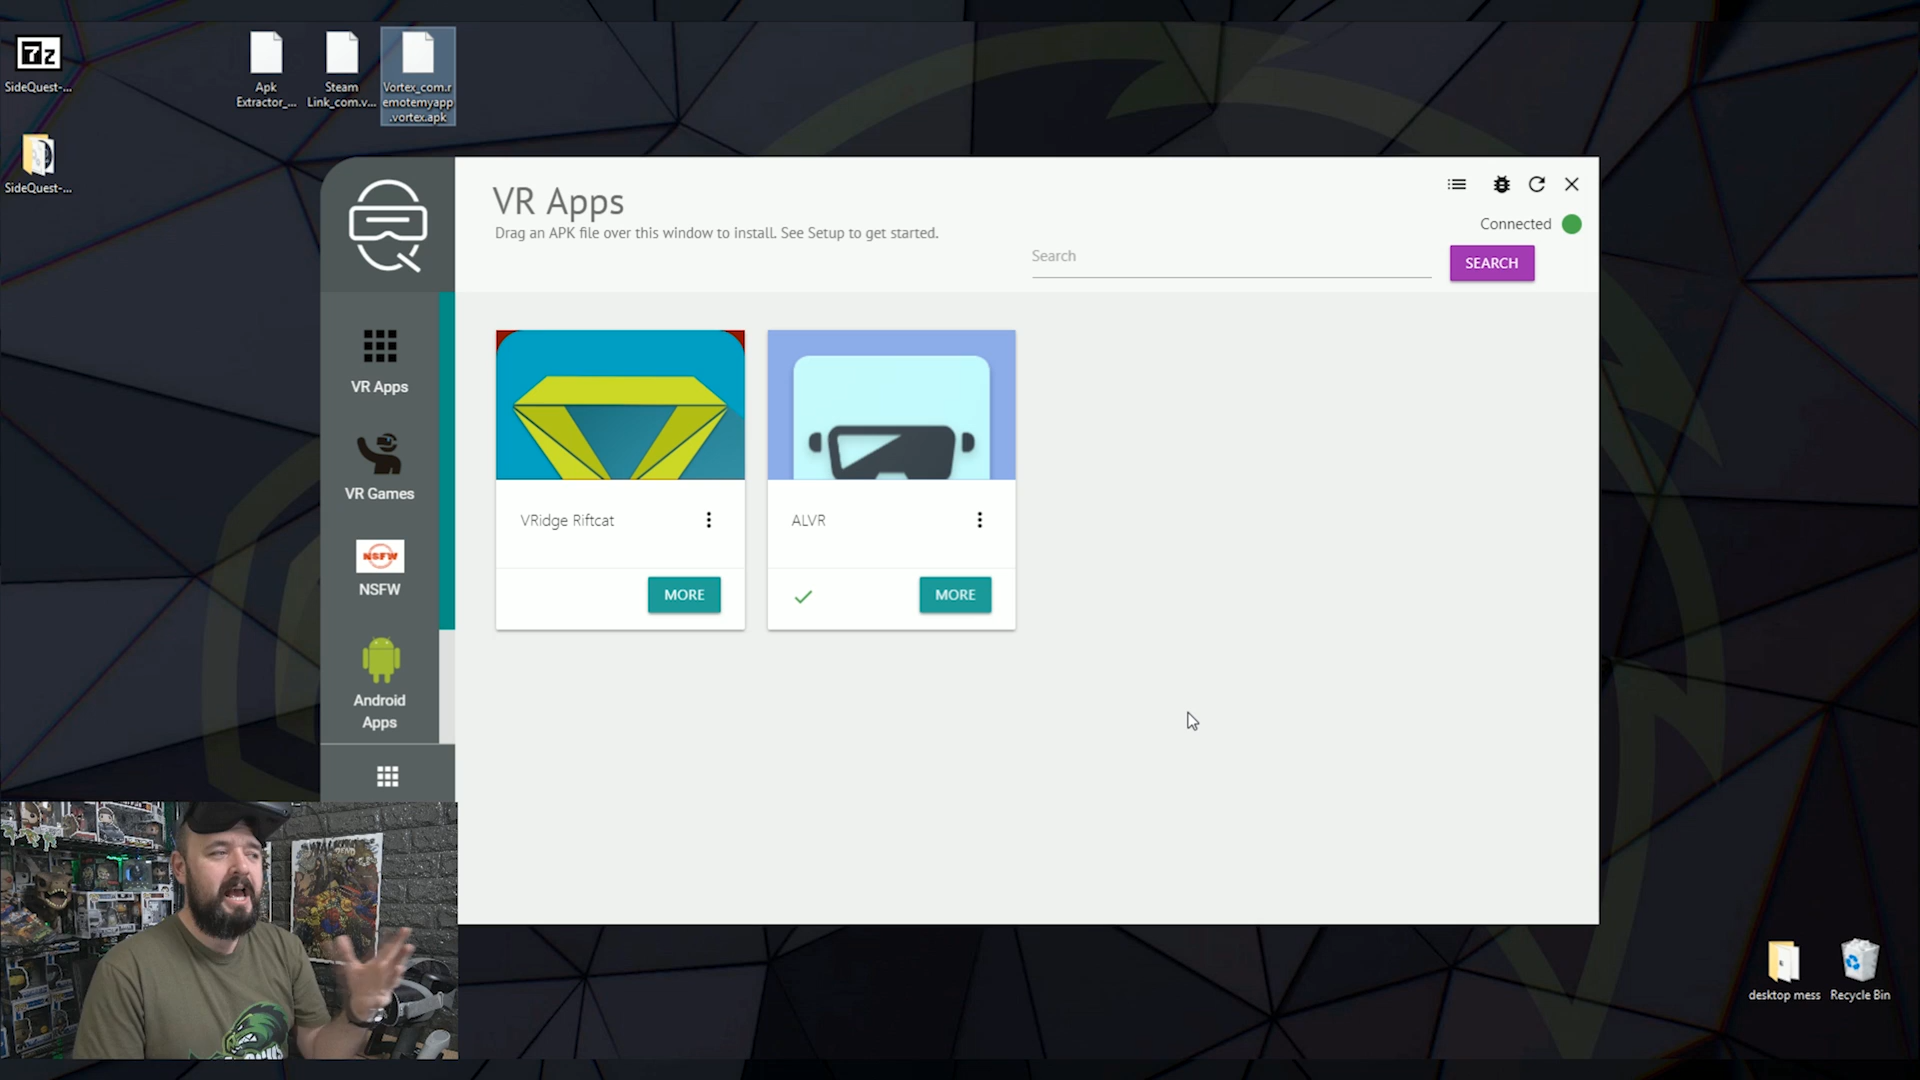 7z
SideQuest-...
Apk
Extractor_...
Steam
Link_com.v...
Vortex_com.r
emotemyapp
.vortex.apk
SideQuest-...
VR Apps
Drag an APK file over this window to install. See Setup to get started.
Connected
Search
SEARCH
VR Apps
VR Games
NSFW
NSFW
Android
Apps
VRidge Riftcat
MORE
ALVR
MORE
desktop mess
Recycle Bin